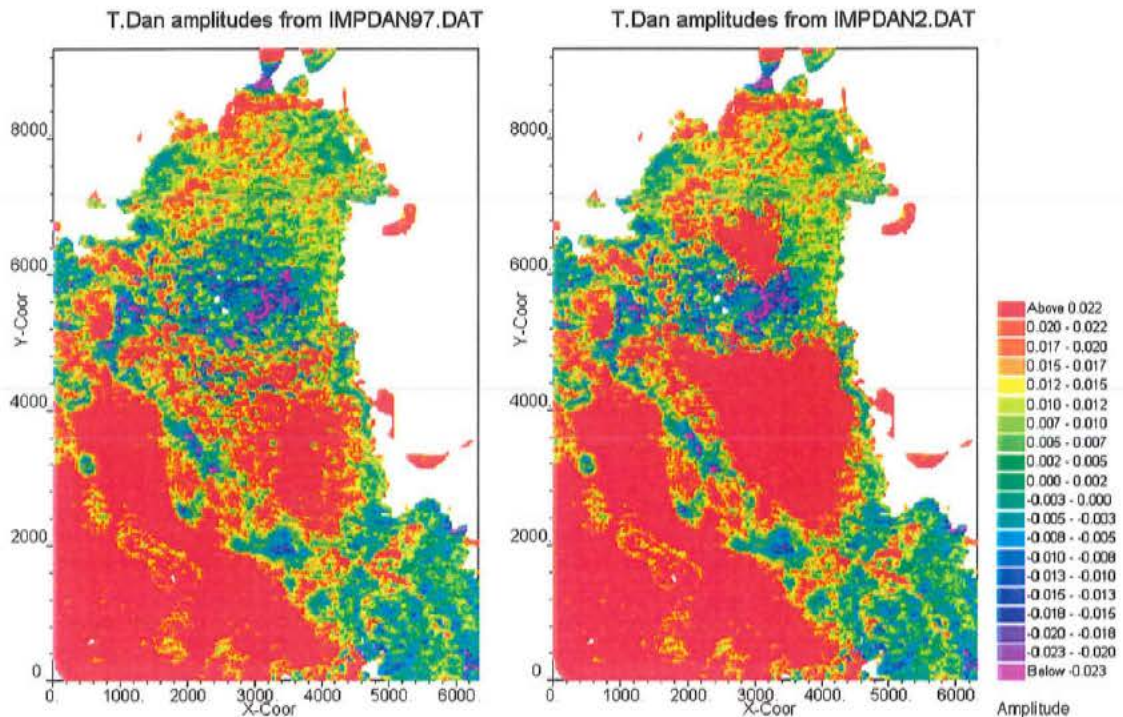 T.Dan amplitudes from IMPDAN97.DAT
T.Dan amplitudes from IMPDAN2.DAT
8000.
6000
Y-Coor
4000
2000
0
0
1000
2000
3000
4000
5000
6000
X-Coor
8000.
6000
Y-Coor
4000
2000
0
0
1000
2000
3000
4000
5000
6000
X-Coor
Above 0.022
0.020 - 0.022
0.017 - 0.020
0.015 - 0.017
0.012 - 0.015
0.010 - 0.012
0.007 - 0.010
0.005 - 0.007
0.002 - 0.005
0.000 - 0.002
-0.003 - 0.000
-0.005 - -0.003
-0.008 - -0.005
-0.010 - -0.008
-0.013 - -0.010
-0.015 - -0.013
-0.018 - -0.015
-0.020 - -0.018
-0.023 - -0.020
Below -0.023
Amplitude